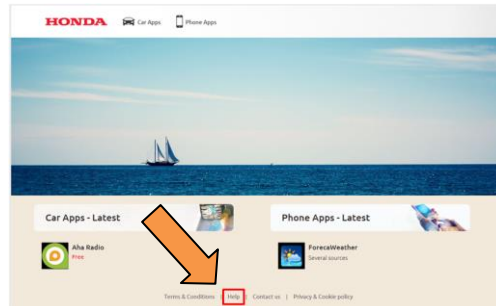 HONDA Car Apps Phone Apps
Car Apps - Latest
Aha Radio
Free
Phone Apps - Latest
ForecaWeather
Several sources
Terms & Conditions | Help | Contact us | Privacy & Cookie policy